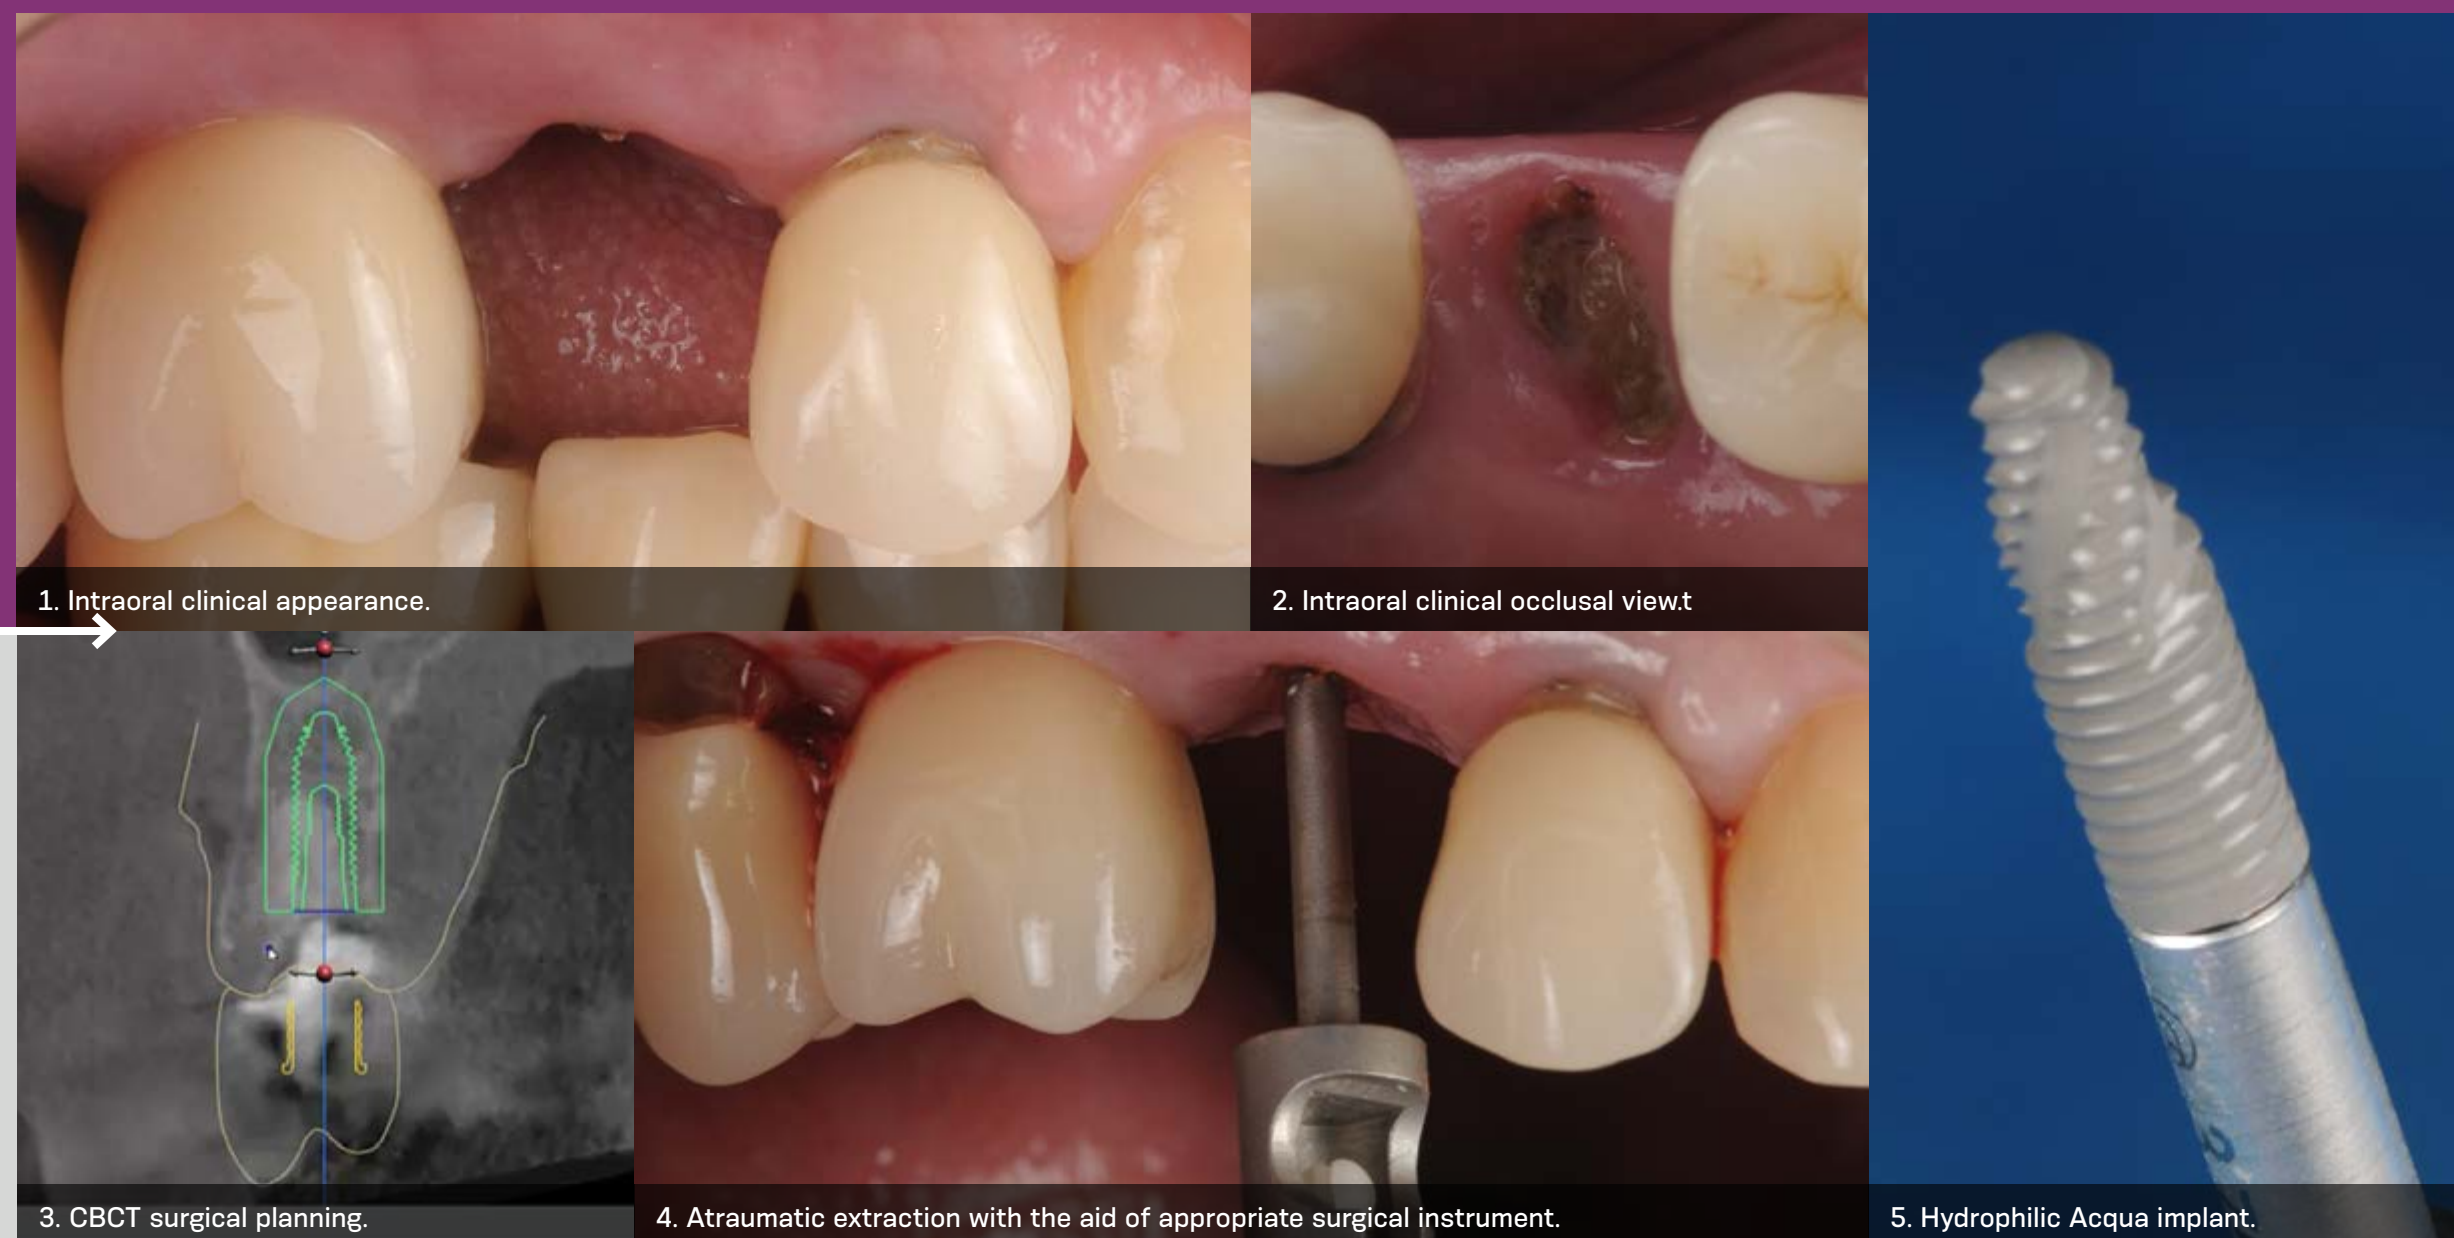 1. Intraoral clinical appearance.
2. Intraoral clinical occlusal view.t
3. CBCT surgical planning.
4. Atraumatic extraction with the aid of appropriate surgical instrument.
5. Hydrophilic Acqua implant.